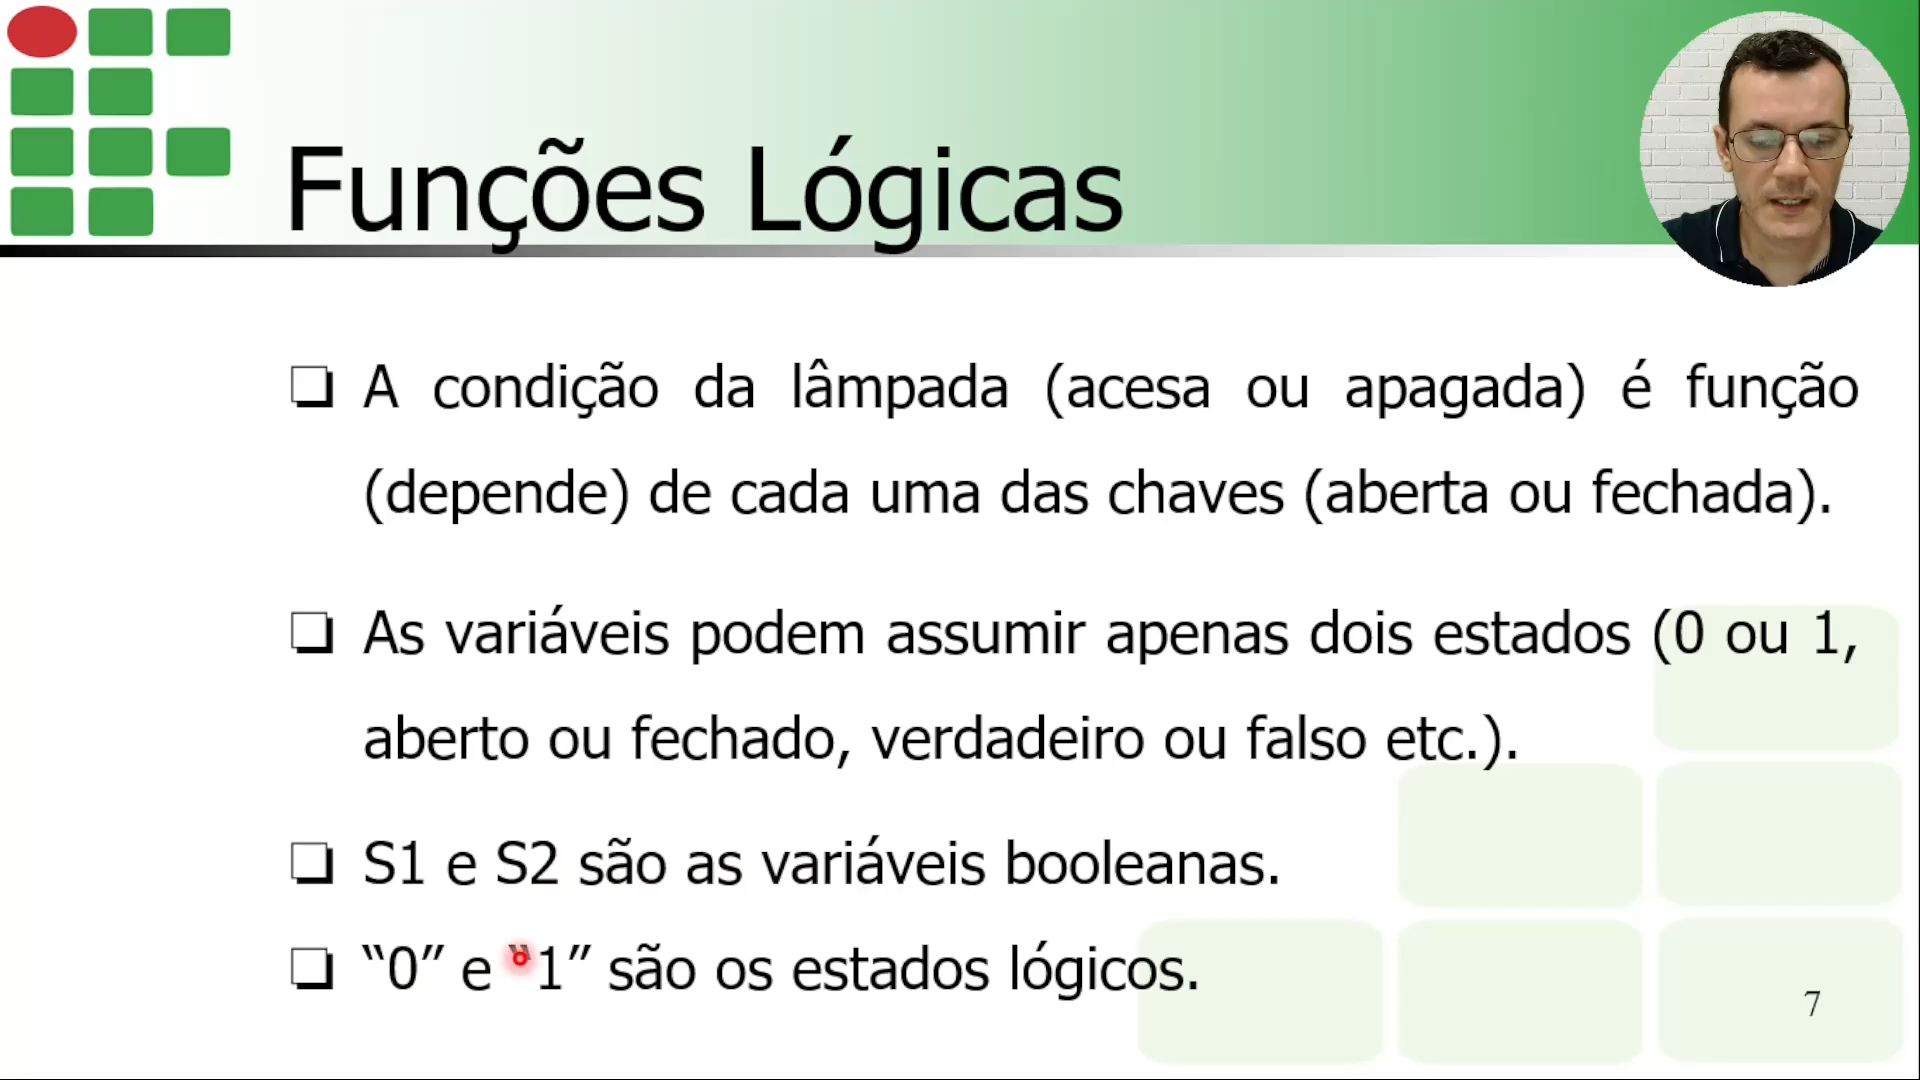 Funções Lógicas
A condição da lâmpada (acesa ou apagada) é função
(depende) de cada uma das chaves (aberta ou fechada).
As variáveis podem assumir apenas dois estados (0 ou 1,
aberto ou fechado, verdadeiro ou falso etc.).
S1 e S2 são as variáveis booleanas.
“0” e “1” são os estados lógicos.
7